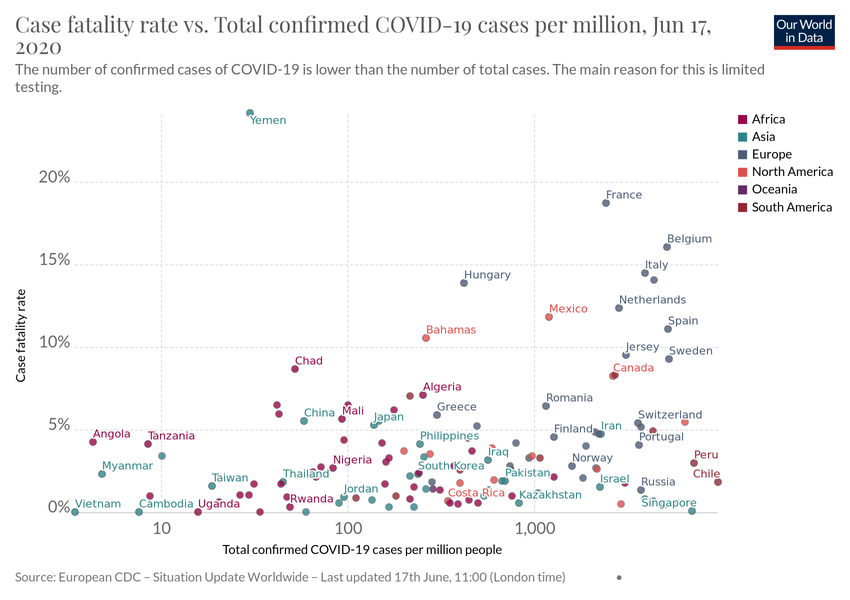 Case fatality rate vs. Total confirmed COVID-19 cases per million, Jun 17,
2020
Our World
in Data
The number of confirmed cases of COVID-19 is lower than the number of total cases. The main reason for this is limited
testing.
Yemen
Africa
Asia
Europe
North America
Oceania
South America
20%
France
Belgium
15%
Italy
Hungary
Netherlands
Mexico
Spain
Bahamas
10%
Jersey
Sweden
Chad
Canada
Algeria
Romania
China
Mali
Japan
Greece
Switzerland
5%
Angola
Tanzania
Philippines
Finland
Iran
Portugal
Nigeria
Iraq
Norway
Peru
Myanmar
Taiwan
Thailand
South Korea
Pakistan
Israel
Chile
Jordan
Costa Rica
Kazakhstan
Russia
Vietnam
Cambodia
Uganda
Rwanda
Singapore
0%
10
100
1,000
Case fatality rate
Total confirmed COVID-19 cases per million people
Source: European CDC – Situation Update Worldwide – Last updated 17th June, 11:00 (London time)